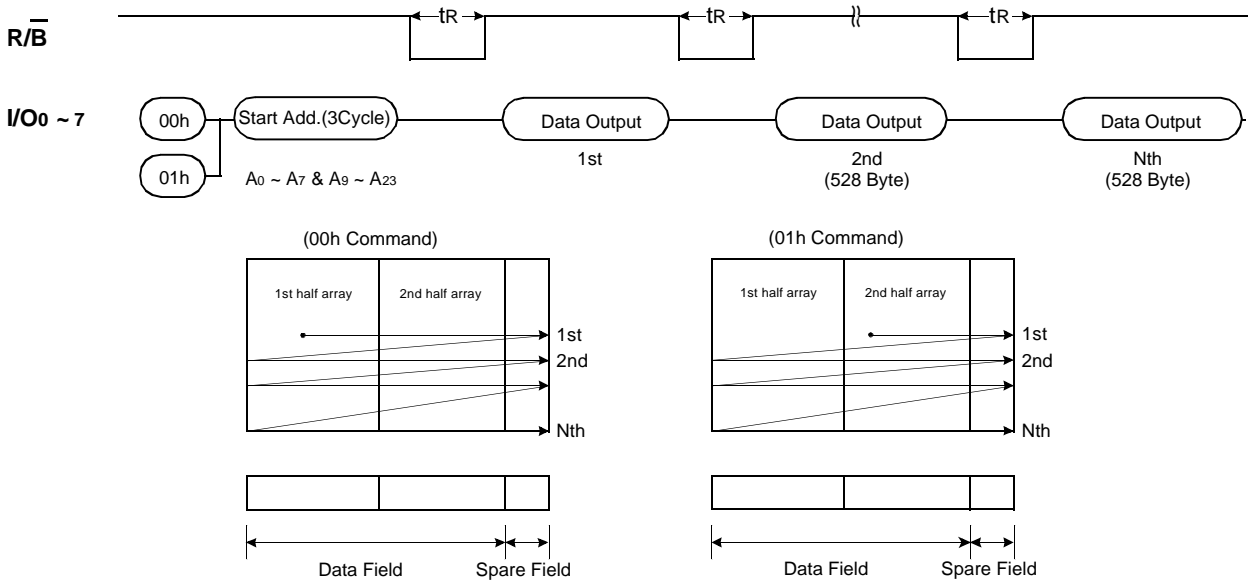 tR tR tR
R/B
I/O0 ~ 7
00h Start Add.(3Cycle) Data Output Data Output Data Output
1st 2nd Nth
01h A0 ~ A7 & A9 ~ A23 (528 Byte) (528 Byte)
(00h Command) (01h Command)
1st half array 2nd half array 1st half array 2nd half array
1st 1st
2nd 2nd
Nth Nth
Data Field Spare Field Data Field Spare Field